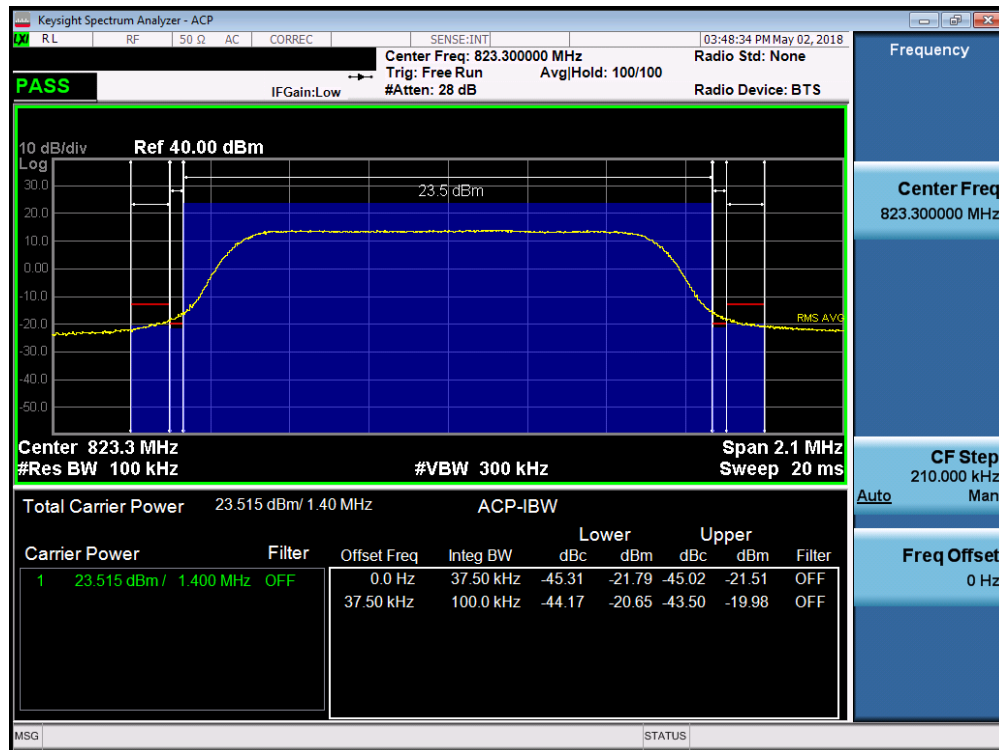 Keysight Spectrum Analyzer - ACP
LXI RL RF 50 Ω AC CORREC SENSE:INT 03:48:34 PM May 02, 2018
Center Freq: 823.300000 MHz Radio Std: None
Trig: Free Run Avg|Hold: 100/100
PASS IFGain:Low #Atten: 28 dB Radio Device: BTS
10 dB/div Ref 40.00 dBm
Log
30.0
23.5 dBm
20.0
10.0
0.00
-10.0
-20.0
RMS AVG
-30.0
-40.0
-50.0
Center 823.3 MHz Span 2.1 MHz
#Res BW 100 kHz #VBW 300 kHz Sweep 20 ms
Total Carrier Power 23.515 dBm/ 1.40 MHz ACP-IBW
Lower Upper
Carrier Power Filter Offset Freq Integ BW dBc dBm dBc dBm Filter
1 23.515 dBm / 1.400 MHz OFF 0.0 Hz 37.50 kHz -45.31 -21.79 -45.02 -21.51 OFF
37.50 kHz 100.0 kHz -44.17 -20.65 -43.50 -19.98 OFF
MSG STATUS
Frequency
Center Freq
823.300000 MHz
CF Step
210.000 kHz
Auto Man
Freq Offset
0 Hz